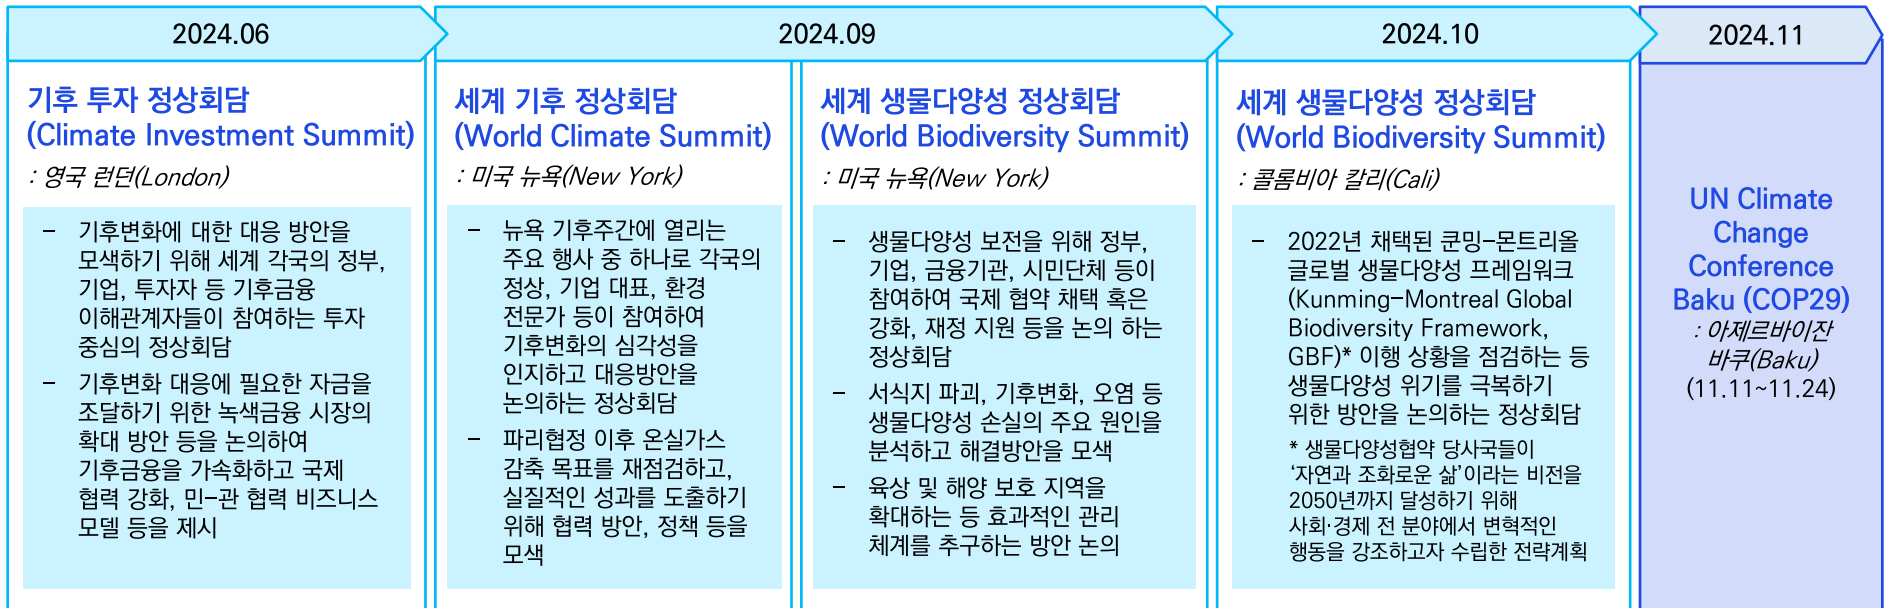 2024.06
2024.09
2024.10
2024.11
기후 투자 정상회담
(Climate Investment Summit)
: 영국 런던(London)
– 기후변화에 대한 대응 방안을
모색하기 위해 세계 각국의 정부,
기업, 투자자 등 기후금융
이해관계자들이 참여하는 투자
중심의 정상회담
– 기후변화 대응에 필요한 자금을
조달하기 위한 녹색금융 시장의
확대 방안 등을 논의하여
기후금융을 가속화하고 국제
협력 강화, 민-관 협력 비즈니스
모델 등을 제시
세계 기후 정상회담
(World Climate Summit)
: 미국 뉴욕(New York)
– 뉴욕 기후주간에 열리는
주요 행사 중 하나로 각국의
정상, 기업 대표, 환경
전문가 등이 참여하여
기후변화의 심각성을
인지하고 대응방안을
논의하는 정상회담
– 파리협정 이후 온실가스
감축 목표를 재점검하고,
실질적인 성과를 도출하기
위해 협력 방안, 정책 등을
모색
세계 생물다양성 정상회담
(World Biodiversity Summit)
: 미국 뉴욕(New York)
– 생물다양성 보전을 위해 정부,
기업, 금융기관, 시민단체 등이
참여하여 국제 협약 채택 혹은
강화, 재정 지원 등을 논의 하는
정상회담
– 서식지 파괴, 기후변화, 오염 등
생물다양성 손실의 주요 원인을
분석하고 해결방안을 모색
– 육상 및 해양 보호 지역을
확대하는 등 효과적인 관리
체계를 추구하는 방안 논의
세계 생물다양성 정상회담
(World Biodiversity Summit)
: 콜롬비아 칼리(Cali)
– 2022년 채택된 쿤밍-몬트리올
글로벌 생물다양성 프레임워크
(Kunming-Montreal Global
Biodiversity Framework,
GBF)* 이행 상황을 점검하는 등
생물다양성 위기를 극복하기
위한 방안을 논의하는 정상회담
* 생물다양성협약 당사국들이
‘자연과 조화로운 삶’이라는 비전을
2050년까지 달성하기 위해
사회·경제 전 분야에서 변혁적인
행동을 강조하고자 수립한 전략계획
UN Climate
Change
Conference
Baku (COP29)
: 아제르바이잔
바쿠(Baku)
(11.11~11.24)